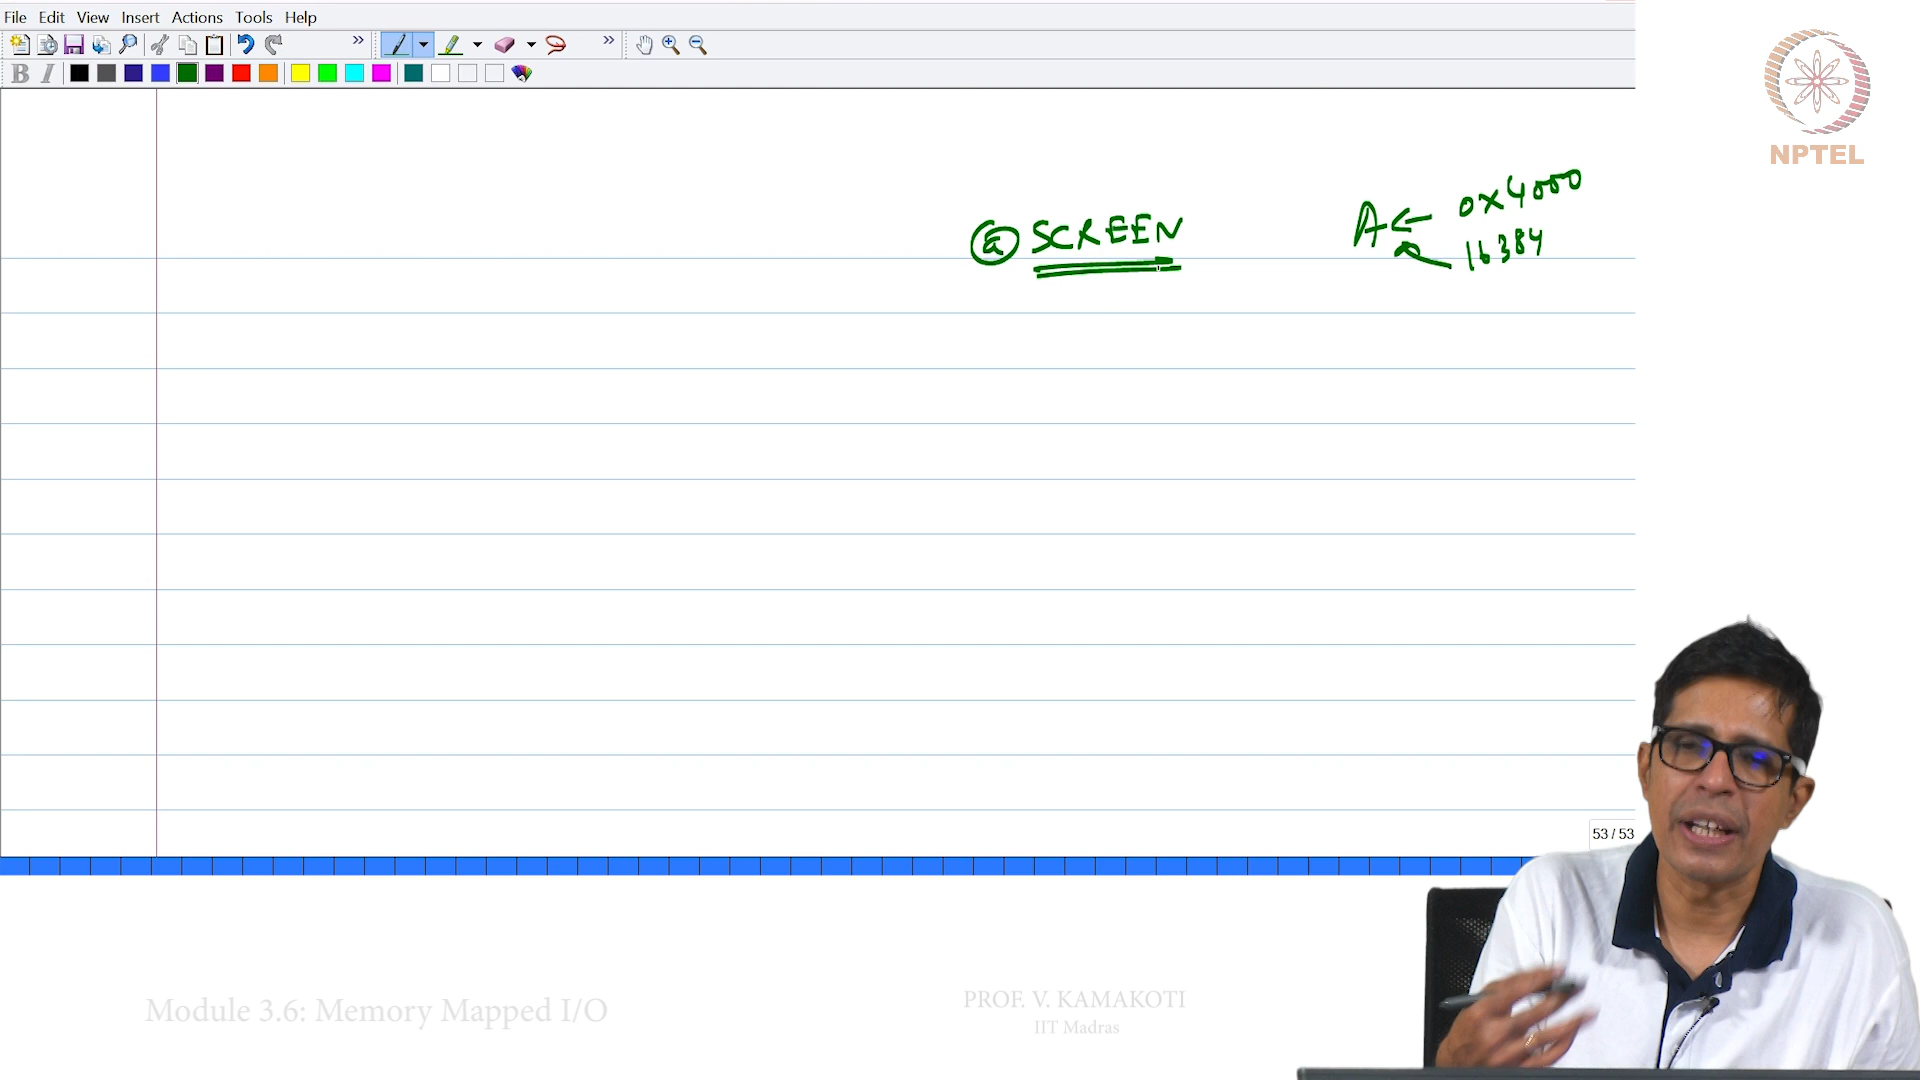 File Edit View Insert Actions Tools Help
B I
NPTEL
@ SCREEN
A ← 0x4000
16384
53 / 53
Module 3.6: Memory Mapped I/O
PROF. V. KAMAKOTI
IIT Madras